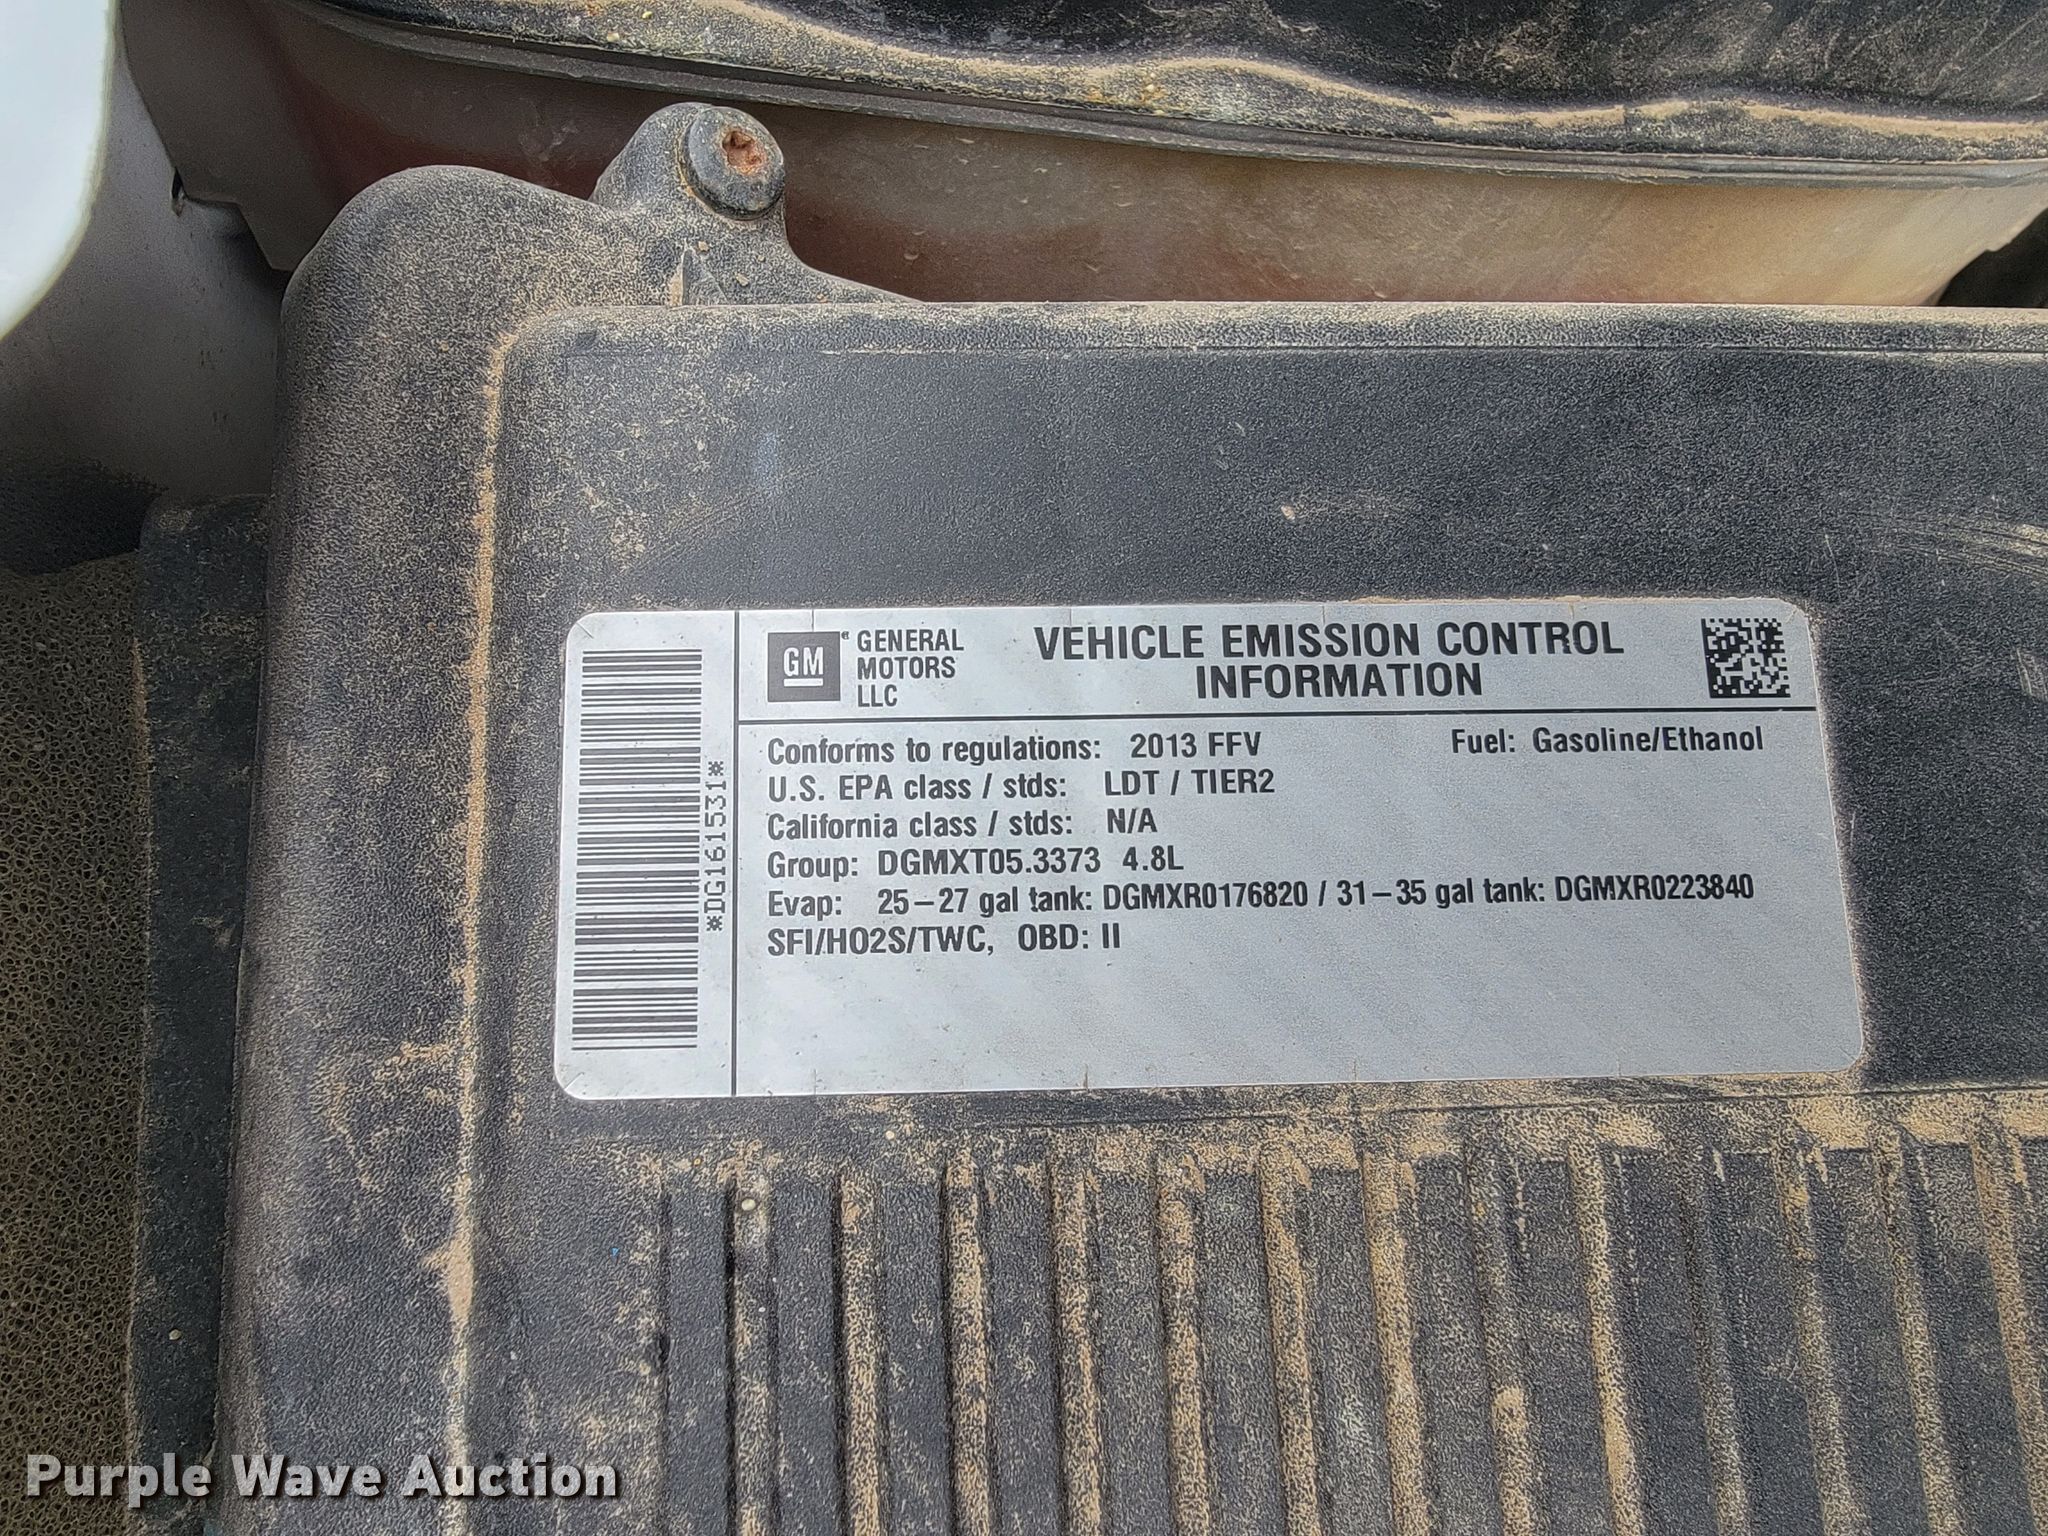 GM GENERAL MOTORS LLC
VEHICLE EMISSION CONTROL
INFORMATION
Conforms to regulations: 2013 FFV Fuel: Gasoline/Ethanol
U.S. EPA class / stds: LDT / TIER2
California class / stds: N/A
Group: DGMXT05.3373 4.8L
Evap: 25-27 gal tank: DGMXR0176820 / 31-35 gal tank: DGMXR0223840
SFI/HO2S/TWC, OBD: II
*DG161531*
Purple Wave Auction